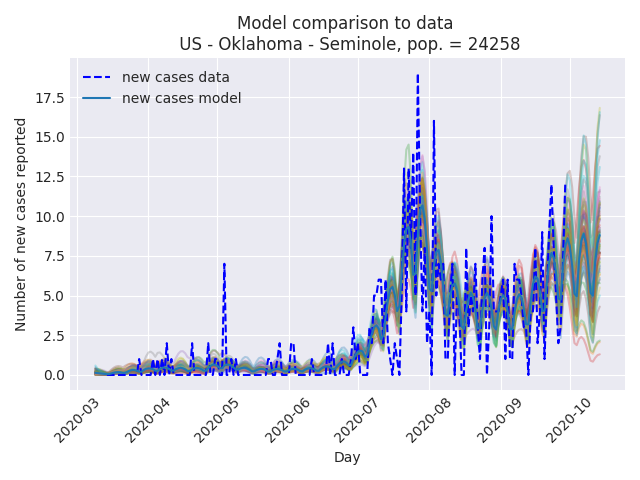 Model comparison to data
US - Oklahoma - Seminole, pop. = 24258
new cases data
new cases model
17.5
15.0
12.5
10.0
7.5
5.0
2.5
0.0
Number of new cases reported
2020-03
2020-04
2020-05
2020-06
2020-07
2020-08
2020-09
2020-10
Day